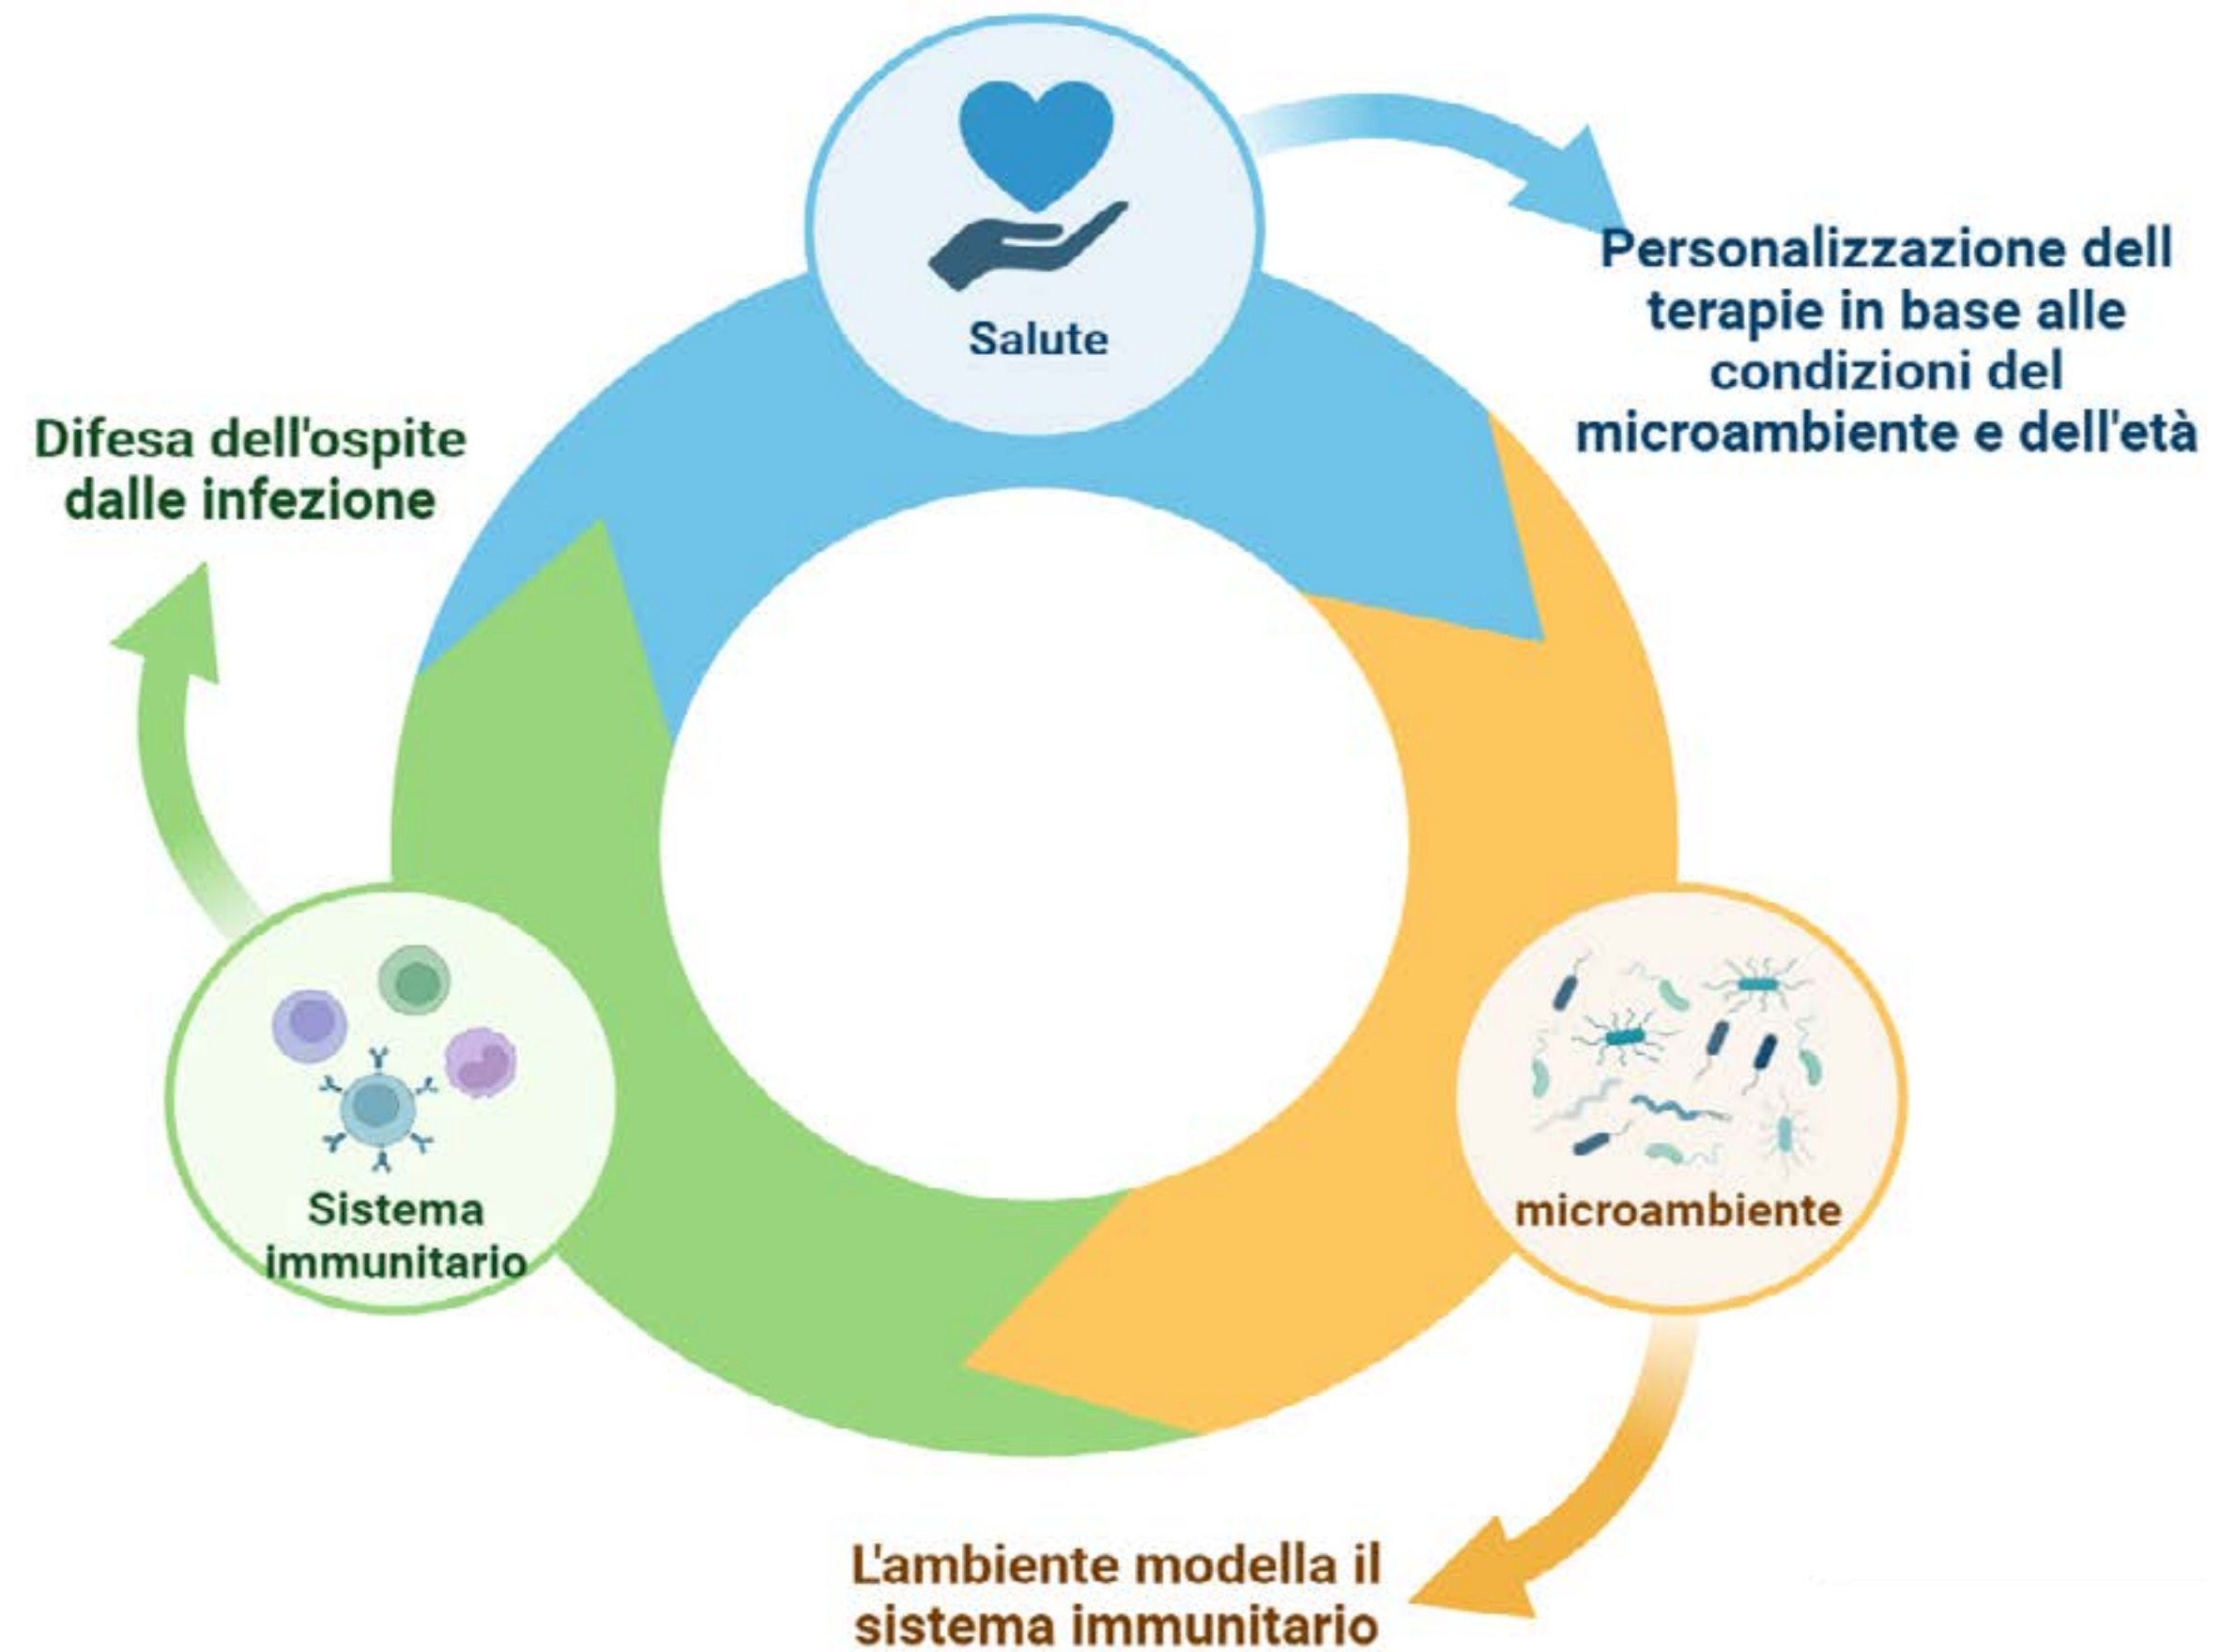 Salute
Personalizzazione dell
terapie in base alle
condizioni del
microambiente e dell'età
Difesa dell'ospite
dalle infezione
Sistema
immunitario
microambiente
L'ambiente modella il
sistema immunitario